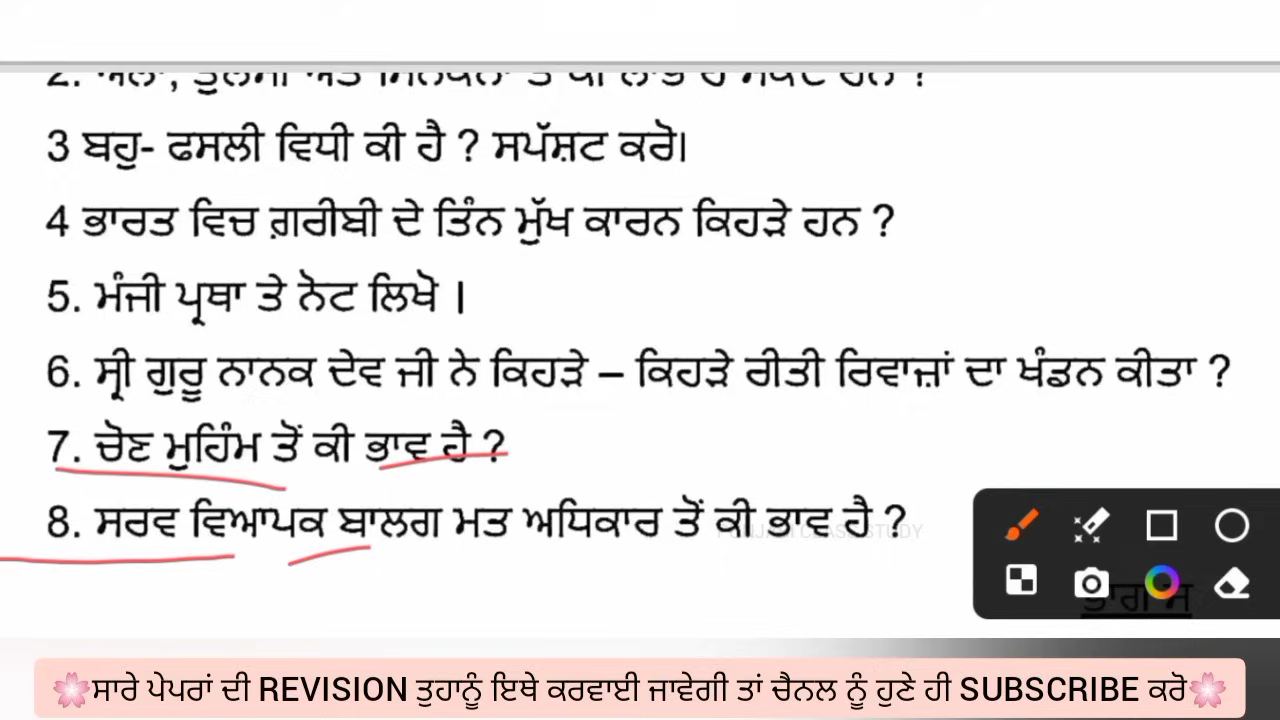 3 ਬਹੁ- ਫਸਲੀ ਵਿਧੀ ਕੀ ਹੈ ? ਸਪੱਸ਼ਟ ਕਰੋ।
4 ਭਾਰਤ ਵਿਚ ਗ਼ਰੀਬੀ ਦੇ ਤਿੰਨ ਮੁੱਖ ਕਾਰਨ ਕਿਹੜੇ ਹਨ ?
5. ਮੰਜੀ ਪ੍ਰਥਾ ਤੇ ਨੋਟ ਲਿਖੋ ।
6. ਸ੍ਰੀ ਗੁਰੂ ਨਾਨਕ ਦੇਵ ਜੀ ਨੇ ਕਿਹੜੇ – ਕਿਹੜੇ ਰੀਤੀ ਰਿਵਾਜ਼ਾਂ ਦਾ ਖੰਡਨ ਕੀਤਾ ?
7. ਚੋਣ ਮੁਹਿੰਮ ਤੋਂ ਕੀ ਭਾਵ ਹੈ ?
8. ਸਰਵ ਵਿਆਪਕ ਬਾਲਗ ਮਤ ਅਧਿਕਾਰ ਤੋਂ ਕੀ ਭਾਵ ਹੈ ?
🌸ਸਾਰੇ ਪੇਪਰਾਂ ਦੀ REVISION ਤੁਹਾਨੂੰ ਇਥੇ ਕਰਵਾਈ ਜਾਵੇਗੀ ਤਾਂ ਚੈਨਲ ਨੂੰ ਹੁਣੇ ਹੀ SUBSCRIBE ਕਰੋ🌸